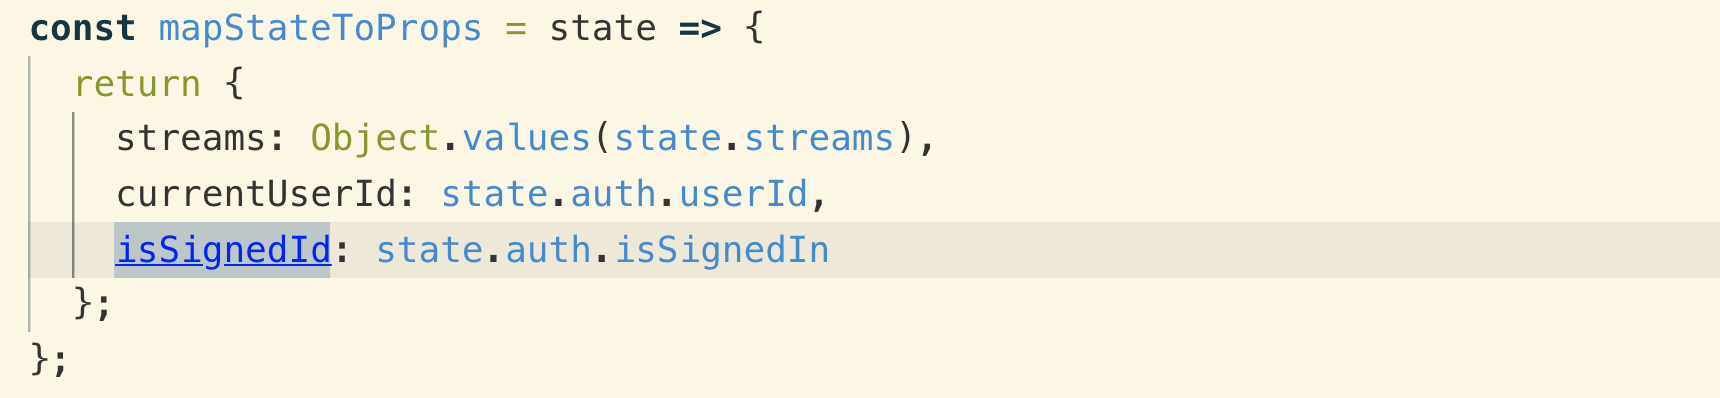 const mapStateToProps = state => {
  return {
    streams: Object.values(state.streams),
    currentUserId: state.auth.userId,
    isSignedId: state.auth.isSignedIn
  };
};